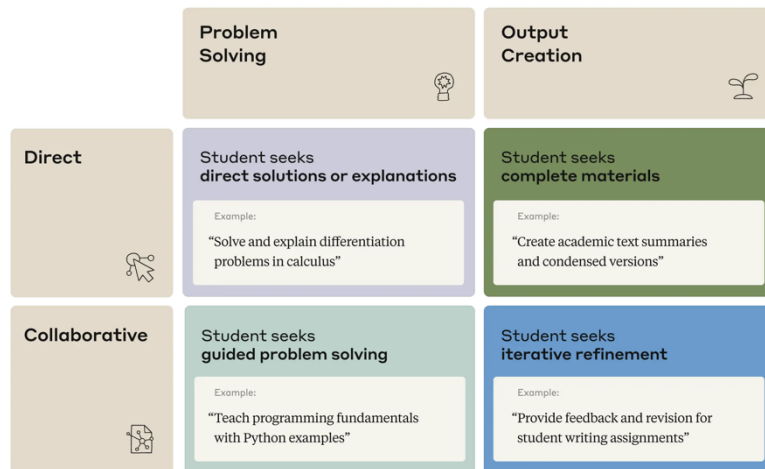 Problem
Solving
Output
Creation
Direct
Student seeks
direct solutions or explanations
Example:
“Solve and explain differentiation
problems in calculus”
Student seeks
complete materials
Example:
“Create academic text summaries
and condensed versions”
Collaborative
Student seeks
guided problem solving
Example:
“Teach programming fundamentals
with Python examples”
Student seeks
iterative refinement
Example:
“Provide feedback and revision for
student writing assignments”